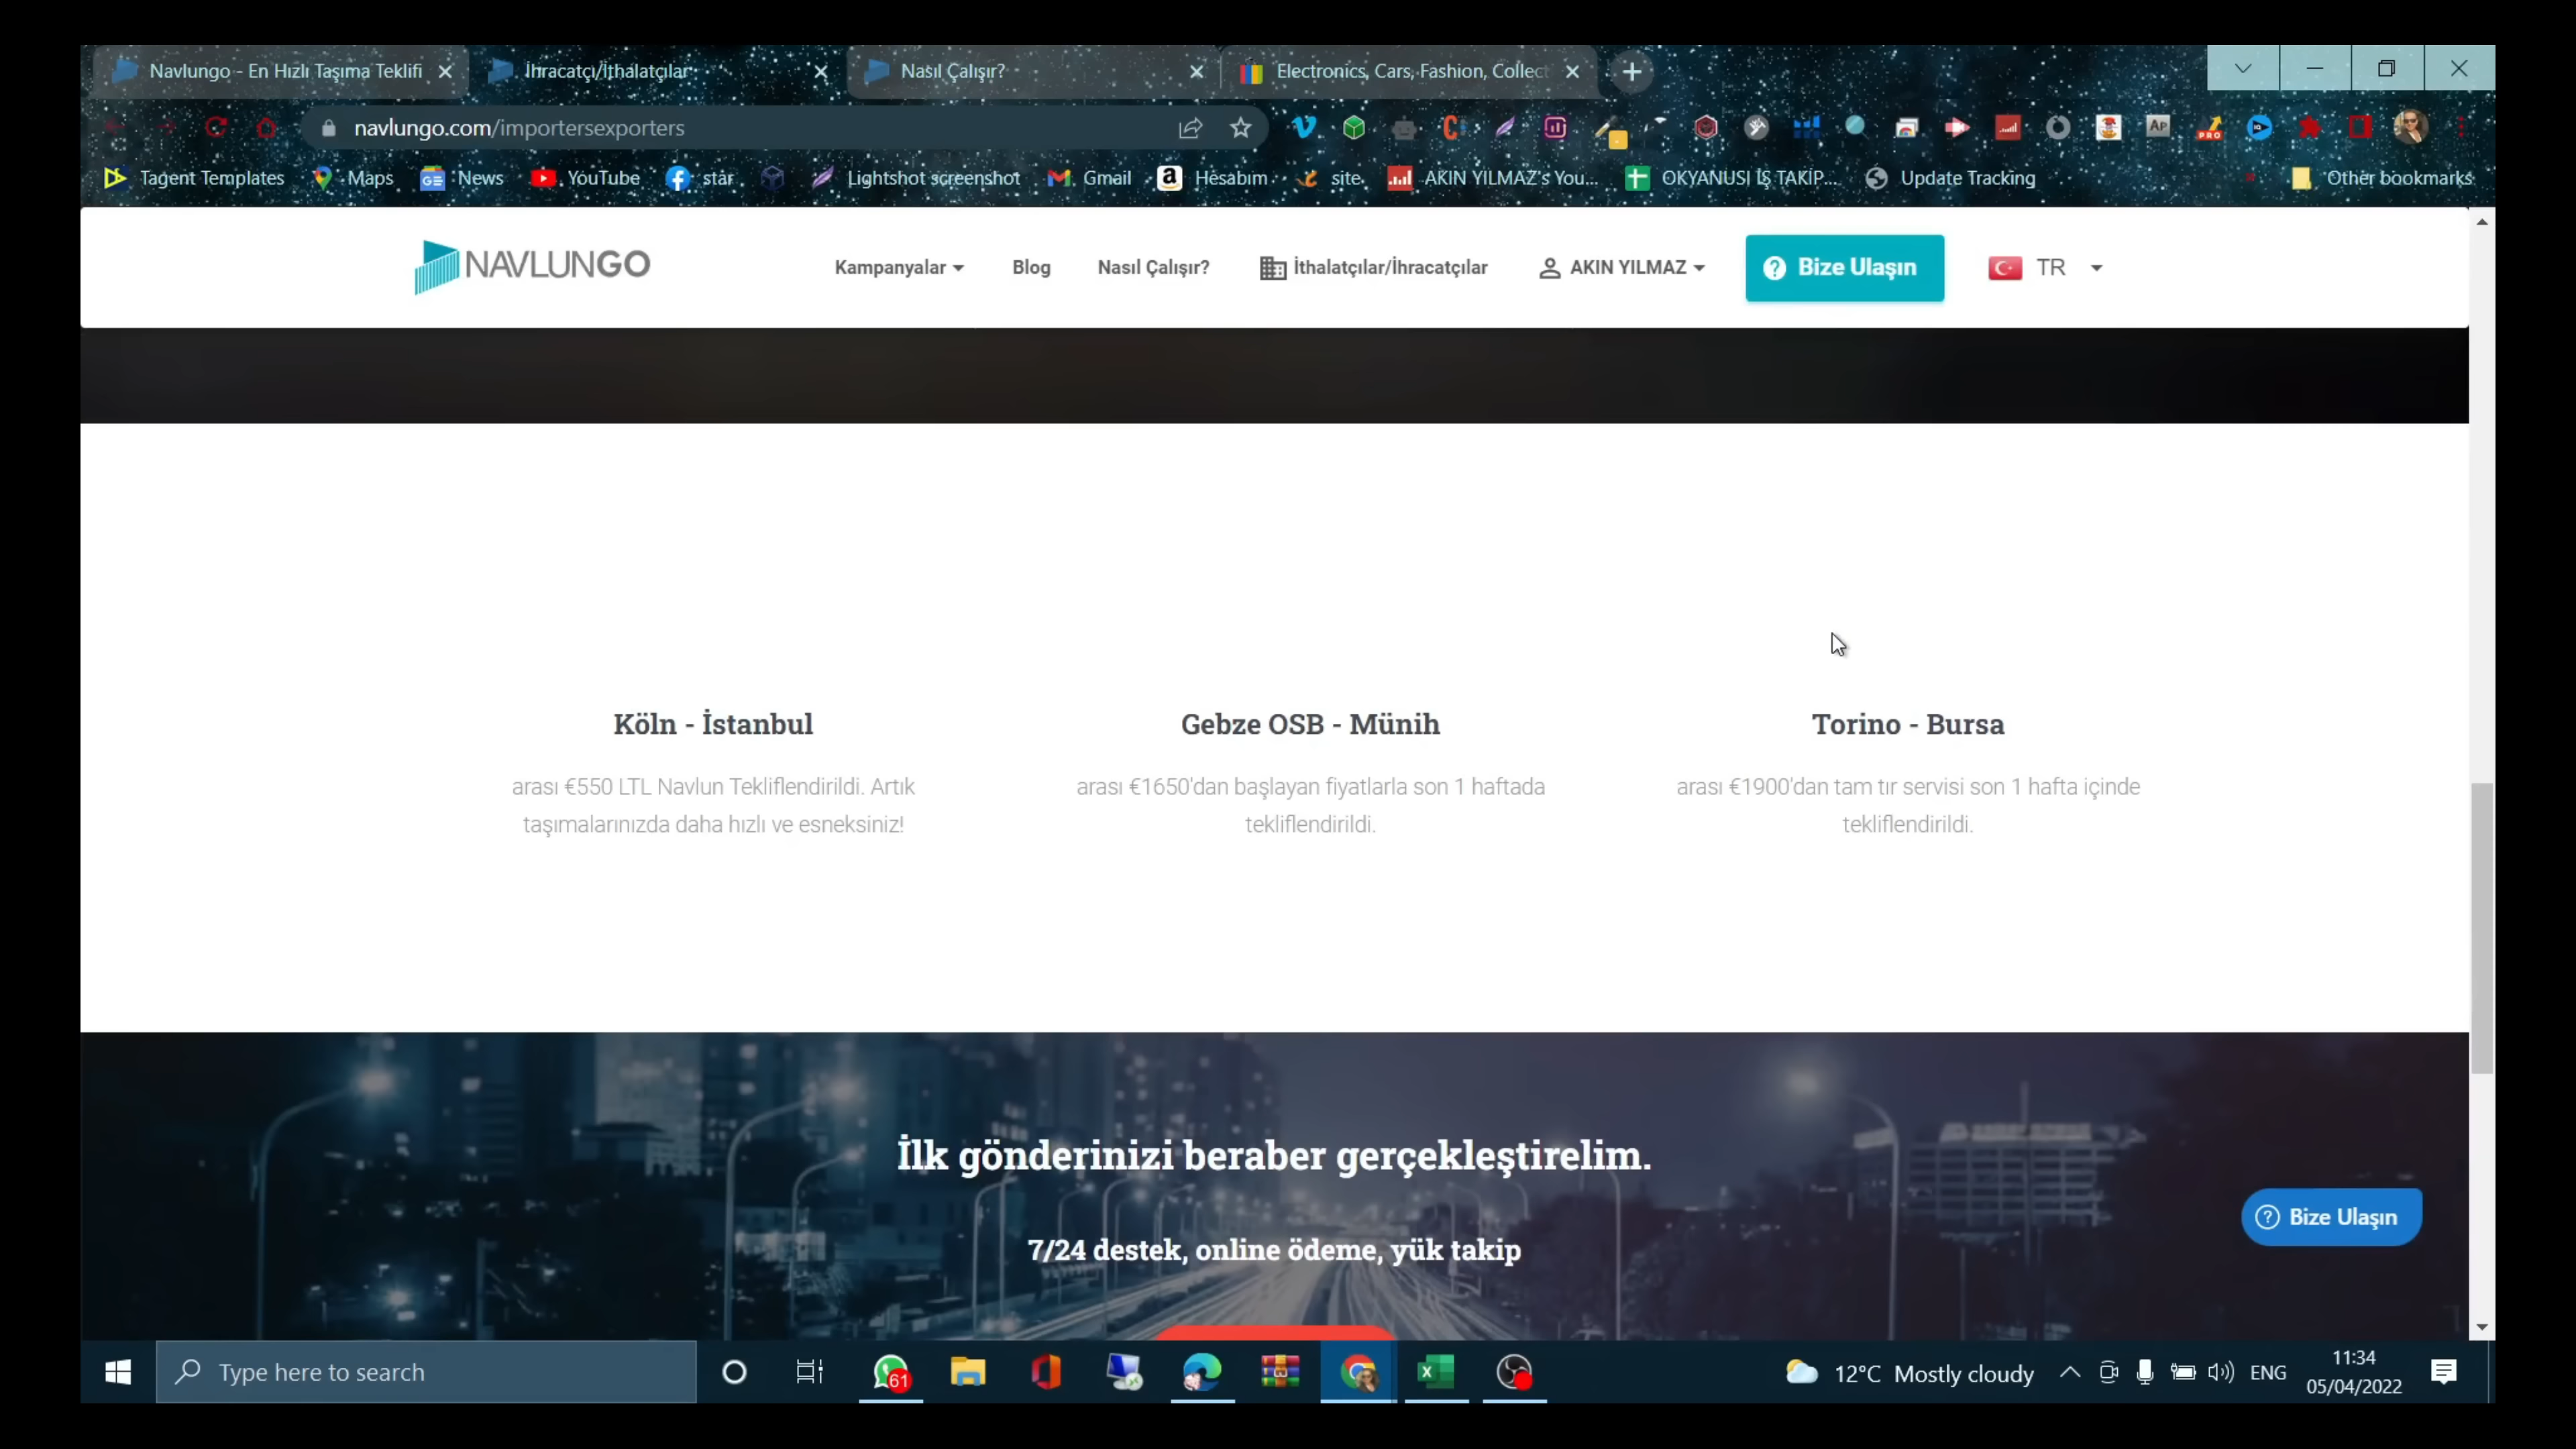 Navlungo - En Hızlı Taşıma Teklifi
İhracatçı/İthalatçılar
Nasıl Çalışır?
Electronics, Cars, Fashion, Collect
navlungo.com/importersexporters
Tagent Templates
Maps
News
YouTube
star
Lightshot screenshot
Gmail
Hesabım
site
AKIN YILMAZ's You...
OKYANUSI İŞ TAKİP...
Update Tracking
Other bookmarks
NAVLUNGO
Kampanyalar
Blog
Nasıl Çalışır?
İthalatçılar/İhracatçılar
AKIN YILMAZ
Bize Ulaşın
TR
Köln - İstanbul
arası €550 LTL Navlun Tekliflendirildi. Artık
taşımalarınızda daha hızlı ve esneksiniz!
Gebze OSB - Münih
arası €1650'dan başlayan fiyatlarla son 1 haftada
tekliflendirildi.
Torino - Bursa
arası €1900'dan tam tır servisi son 1 hafta içinde
tekliflendirildi.
İlk gönderinizi beraber gerçekleştirelim.
7/24 destek, online ödeme, yük takip
Bize Ulaşın
Type here to search
61
12°C Mostly cloudy
ENG
11:34
05/04/2022